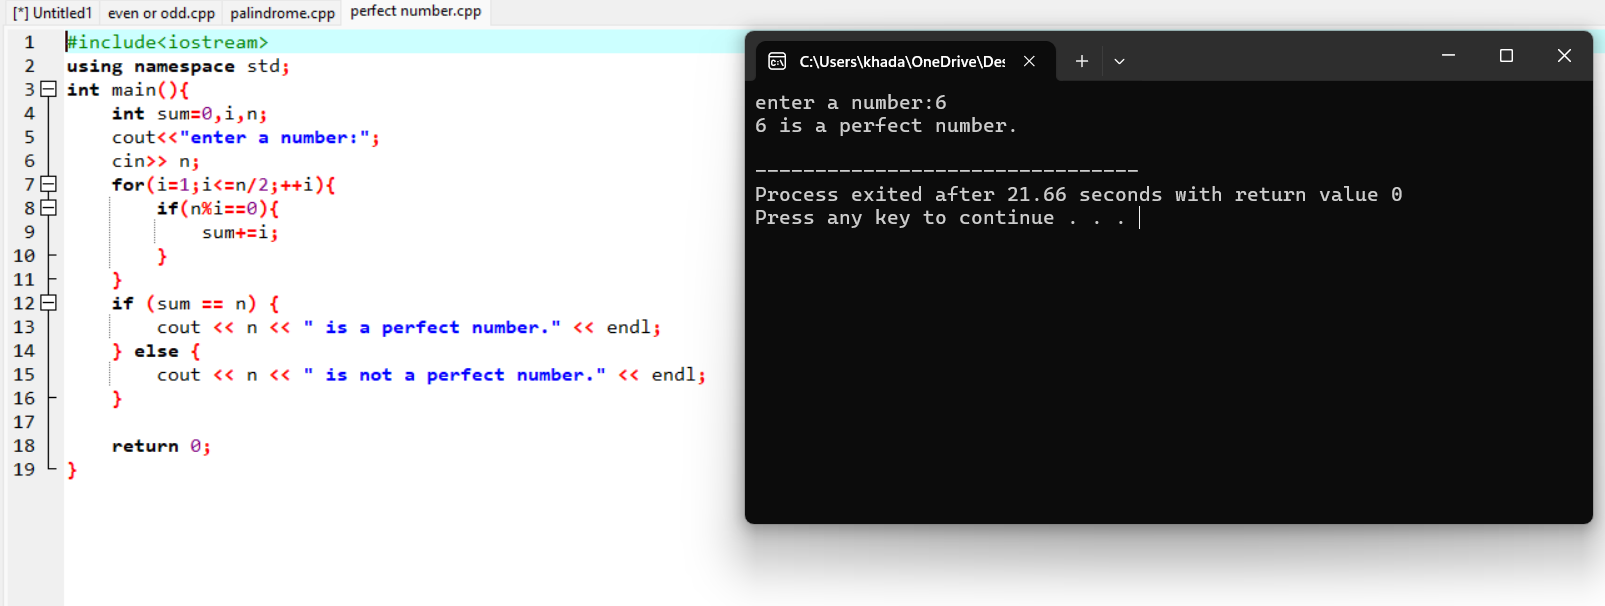 [*] Untitled1 even or odd.cpp palindrome.cpp perfect number.cpp
1 #include<iostream>
2 using namespace std;
3 int main(){
4 int sum=0,i,n;
5 cout<<"enter a number:";
6 cin>> n;
7 for(i=1;i<=n/2;++i){
8 if(n%i==0){
9 sum+=i;
10 }
11 }
12 if (sum == n) {
13 cout << n << " is a perfect number." << endl;
14 } else {
15 cout << n << " is not a perfect number." << endl;
16 }
17
18 return 0;
19 }
C:\Users\khada\OneDrive\Des
enter a number:6
6 is a perfect number.
--------------------------------
Process exited after 21.66 seconds with return value 0
Press any key to continue . . .